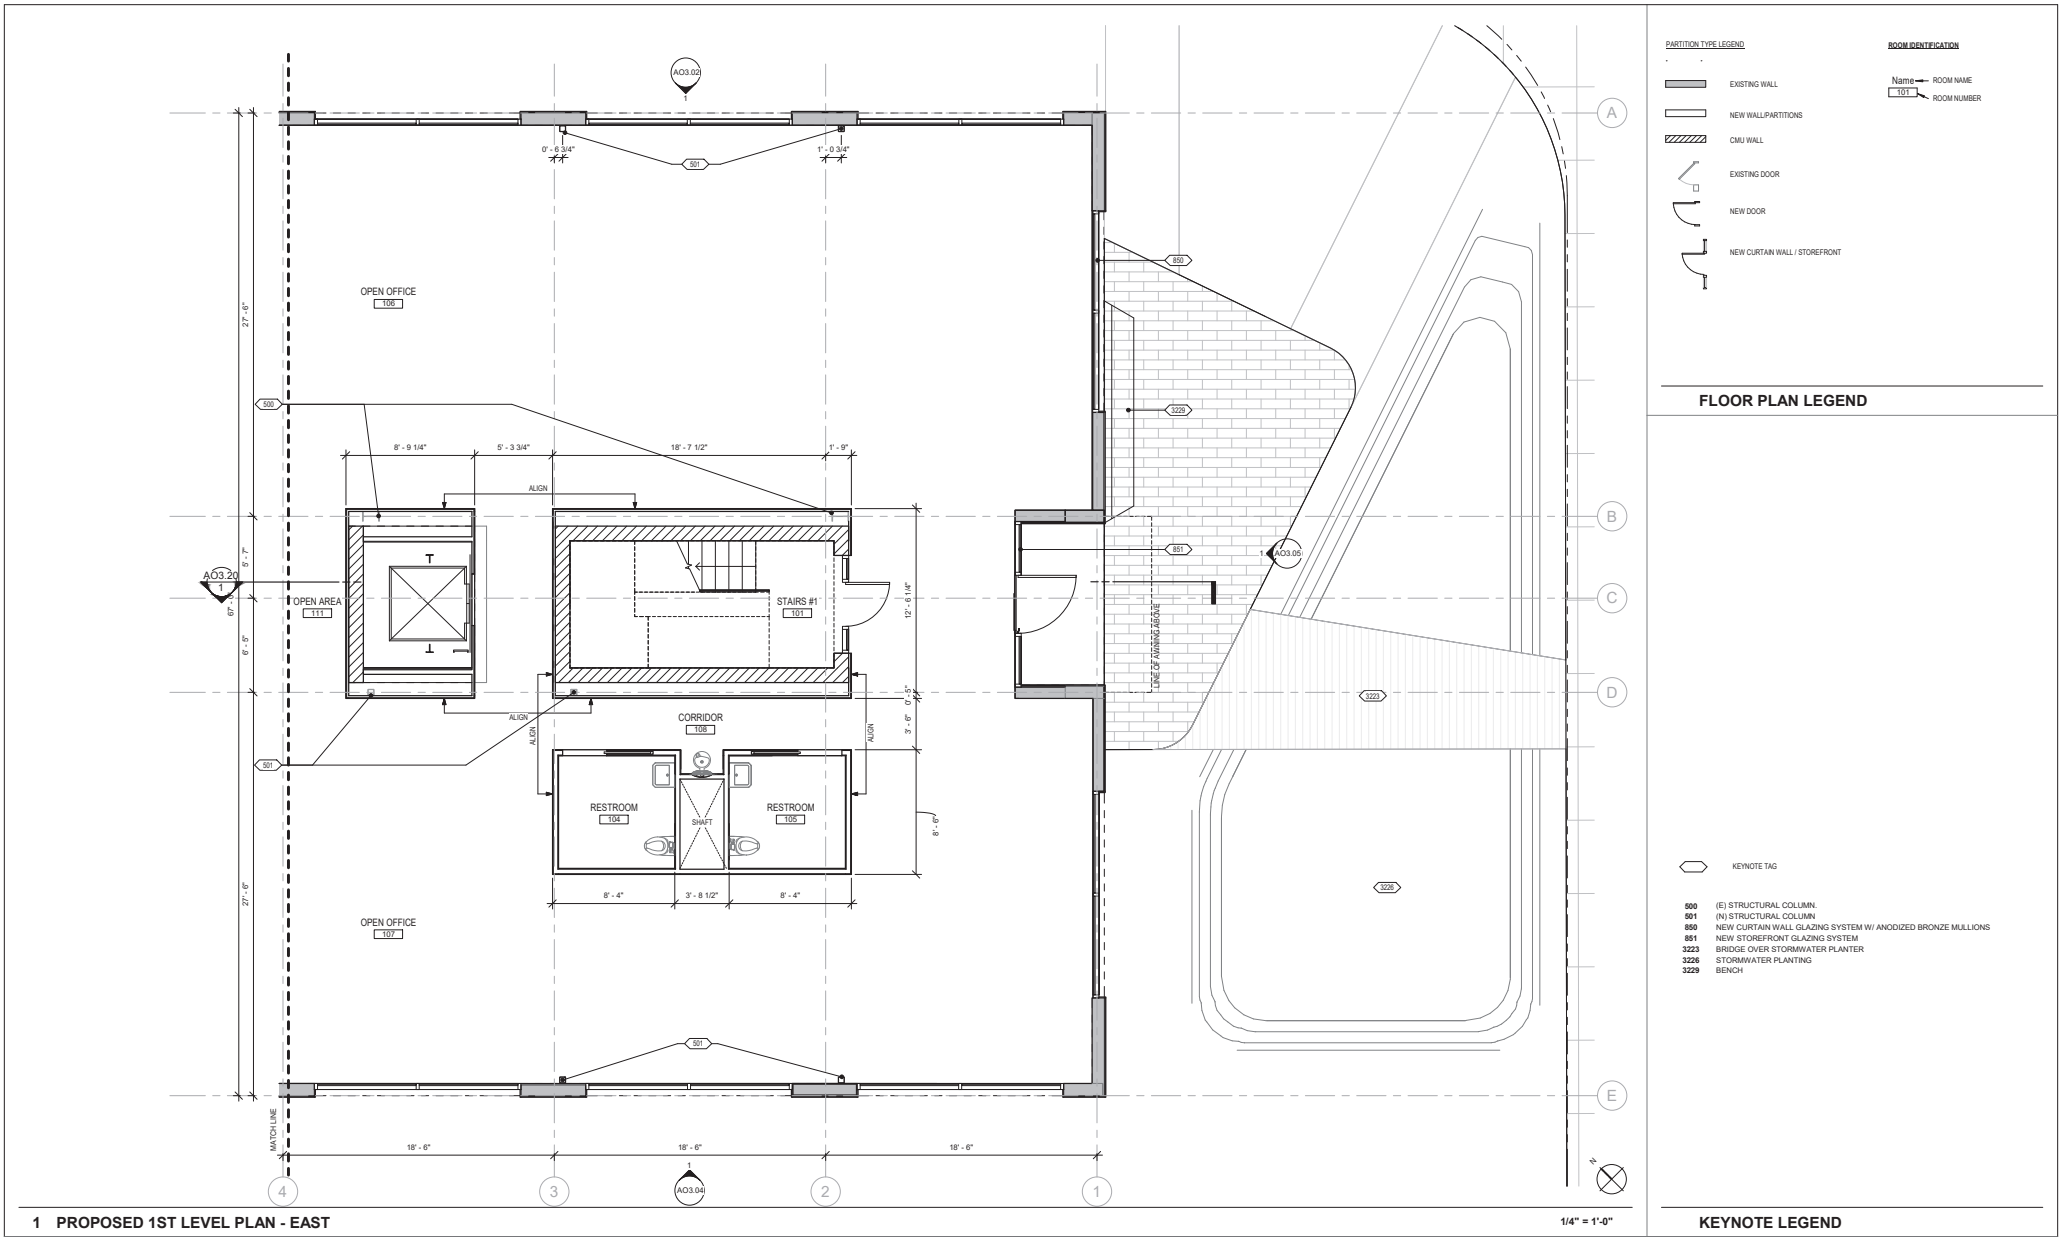 AO3.02
1
A
0' - 6 3/4"
1' - 0 3/4"
501
850
27' - 6"
OPEN OFFICE
106
3229
500
8' - 9 1/4"
5' - 3 3/4"
18' - 7 1/2"
1' - 9"
ALIGN
B
5' - 7"
851
1
AO3.05
AO3.20
1
OPEN AREA
111
STAIRS #1
101
12' - 6 1/4"
C
6' - 5"
LINE OF AWNING ABOVE
0' - 5"
D
3223
ALIGN
ALIGN
ALIGN
CORRIDOR
108
3' - 6"
501
RESTROOM
104
SHAFT
RESTROOM
105
8' - 6"
8' - 4"
3' - 8 1/2"
8' - 4"
3226
27' - 6"
OPEN OFFICE
107
501
E
MATCH LINE
18' - 6"
18' - 6"
18' - 6"
1
AO3.04
4
3
2
1
N
1 PROPOSED 1ST LEVEL PLAN - EAST
1/4" = 1'-0"
PARTITION TYPE LEGEND
EXISTING WALL
NEW WALL/PARTITIONS
CMU WALL
EXISTING DOOR
NEW DOOR
NEW CURTAIN WALL / STOREFRONT
ROOM IDENTIFICATION
Name
ROOM NAME
101
ROOM NUMBER
FLOOR PLAN LEGEND
KEYNOTE TAG
500 (E) STRUCTURAL COLUMN.
501 (N) STRUCTURAL COLUMN
850 NEW CURTAIN WALL GLAZING SYSTEM W/ ANODIZED BRONZE MULLIONS
851 NEW STOREFRONT GLAZING SYSTEM
3223 BRIDGE OVER STORMWATER PLANTER
3226 STORMWATER PLANTING
3229 BENCH
KEYNOTE LEGEND